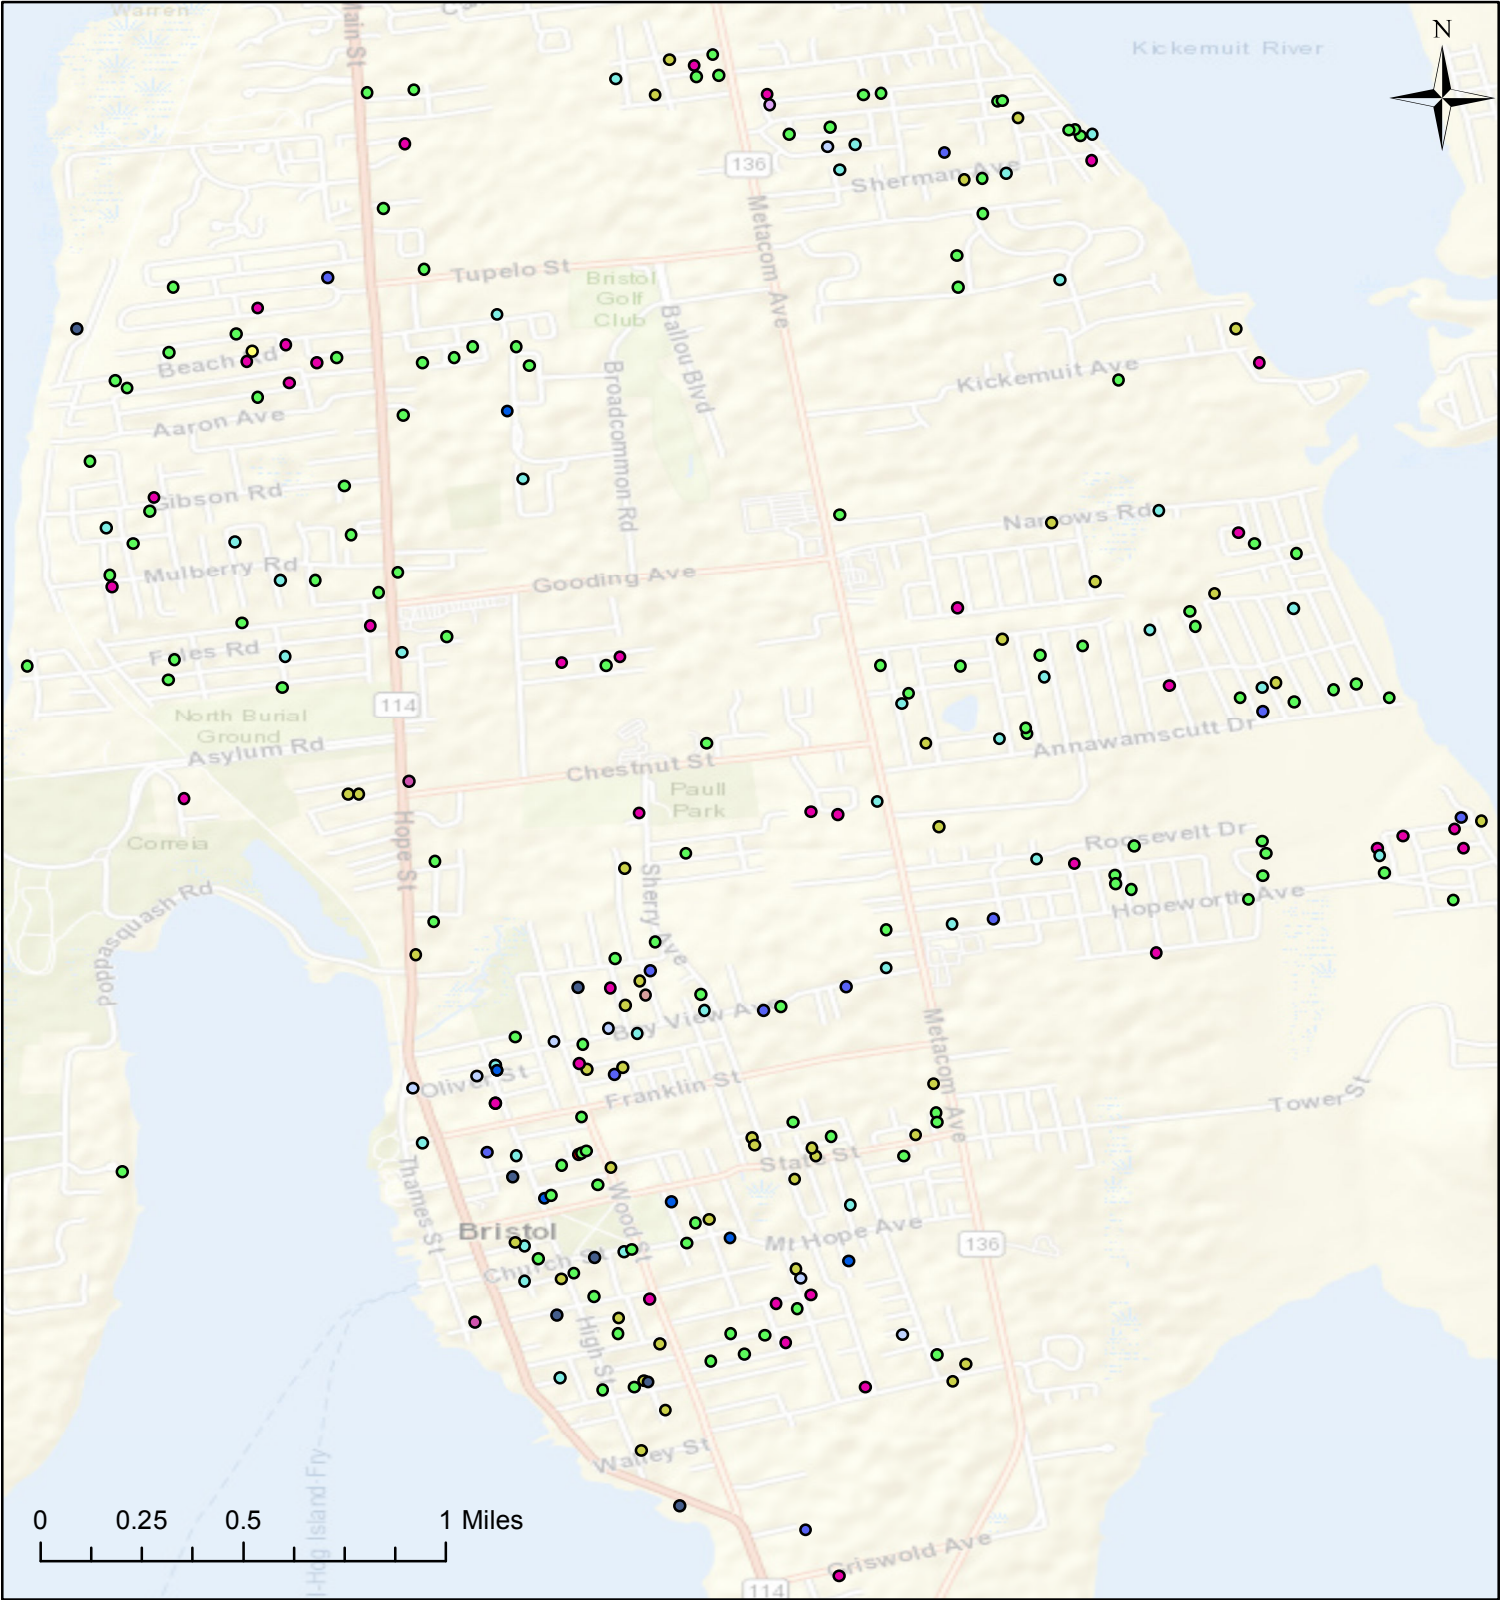 Warren
Main St
Kickemuit River
N
136
Sherman Ave
Metacom Ave
Tupelo St
Bristol
Golf
Club
Ballou Blvd
Beach Rd
Broadcommon Rd
Kickemuit Ave
Aaron Ave
Gibson Rd
Narrows Rd
Mulberry Rd
Gooding Ave
Fales Rd
114
North Burial
Ground
Asylum Rd
Annawamscutt Dr
Chestnut St
Paull
Park
Hope St
Correia
Roosevelt Dr
Sherry Ave
Poppasquash Rd
Hopeworth Ave
Bay View Ave
Metacom Ave
Oliver St
Franklin St
Tower St
State St
Thames St
Wood St
Bristol
Mt Hope Ave
136
Church St
High St
Walley St
0 0.25 0.5 1 Miles
I-Hog Island-Fry
Griswold Ave
114